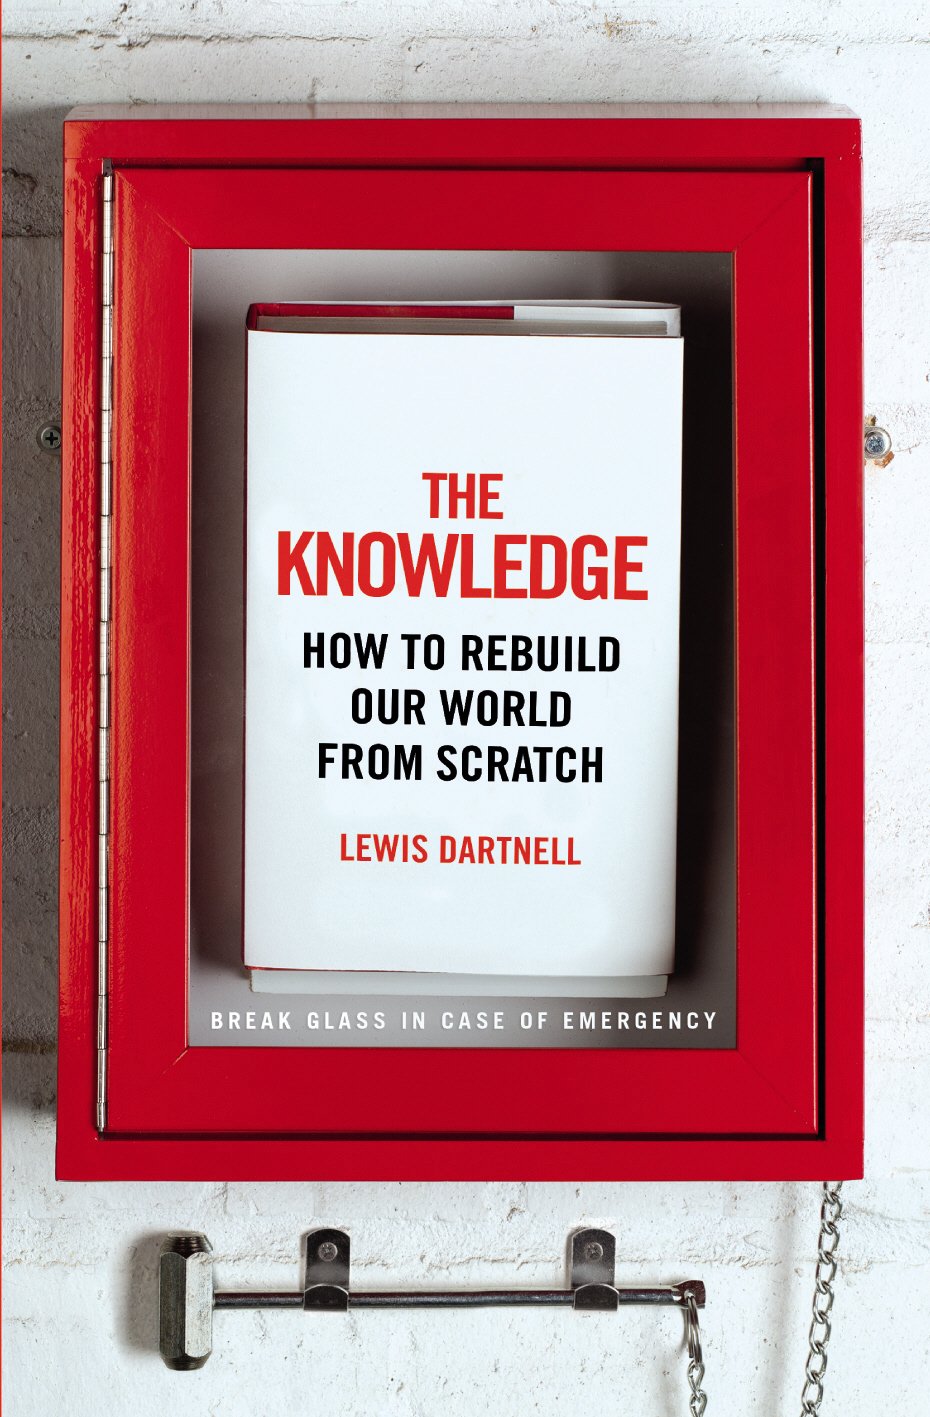 THE
KNOWLEDGE
HOW TO REBUILD
OUR WORLD
FROM SCRATCH
LEWIS DARTNELL
BREAK GLASS IN CASE OF EMERGENCY